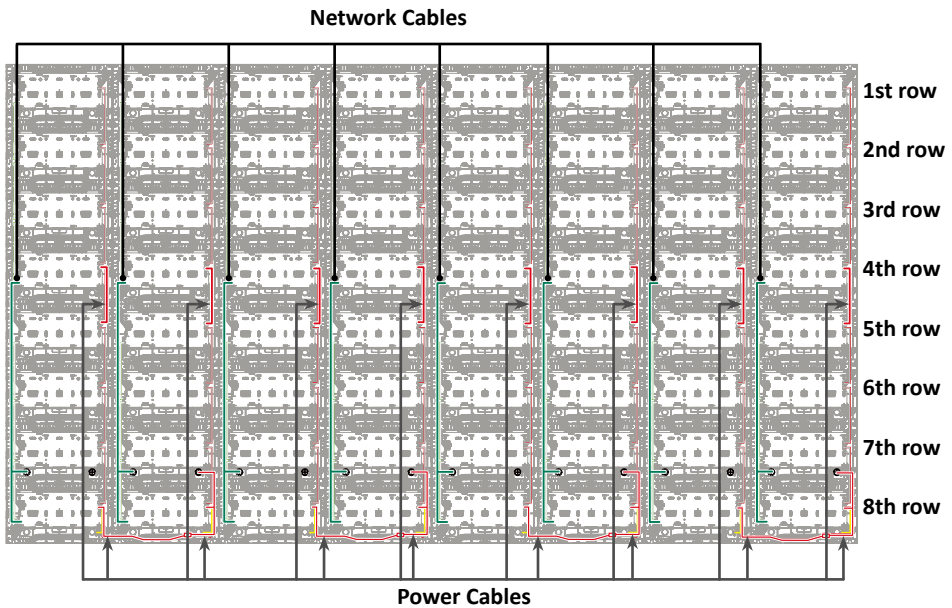 Network Cables
1st row
2nd row
3rd row
4th row
5th row
6th row
7th row
8th row
Power Cables